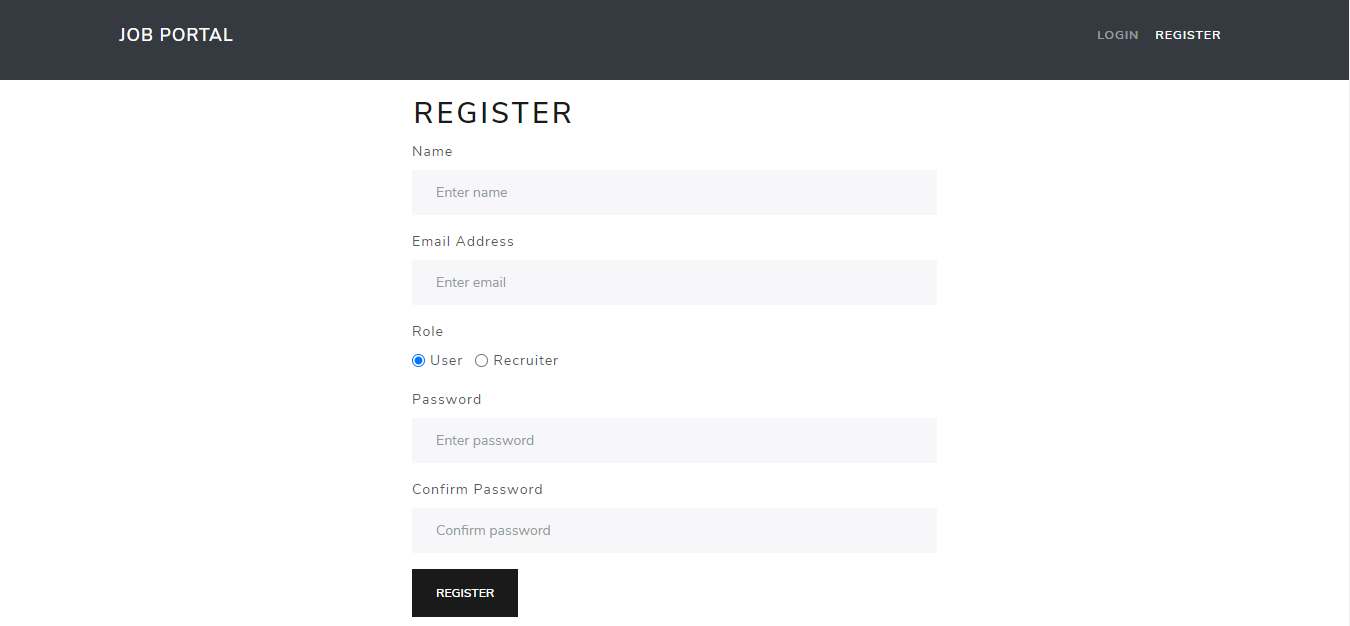 JOB PORTAL LOGIN REGISTER
REGISTER
Name
Enter name
Email Address
Enter email
Role
User Recruiter
Password
Enter password
Confirm Password
Confirm password
REGISTER